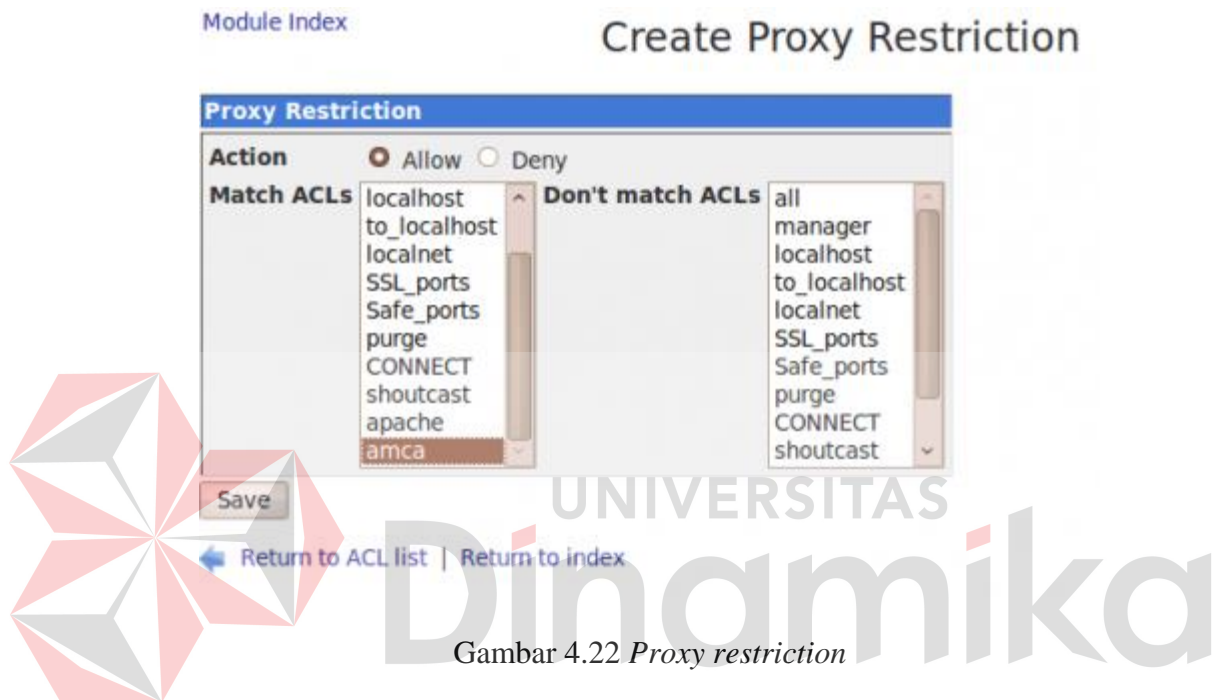 Module Index
Create Proxy Restriction
Proxy Restriction
Action Allow Deny
Match ACLs
localhost
to_localhost
localnet
SSL_ports
Safe_ports
purge
CONNECT
shoutcast
apache
amca
Don't match ACLs
all
manager
localhost
to_localhost
localnet
SSL_ports
Safe_ports
purge
CONNECT
shoutcast
Save
Return to ACL list | Return to index
UNIVERSITAS
Dinamika
Gambar 4.22 Proxy restriction